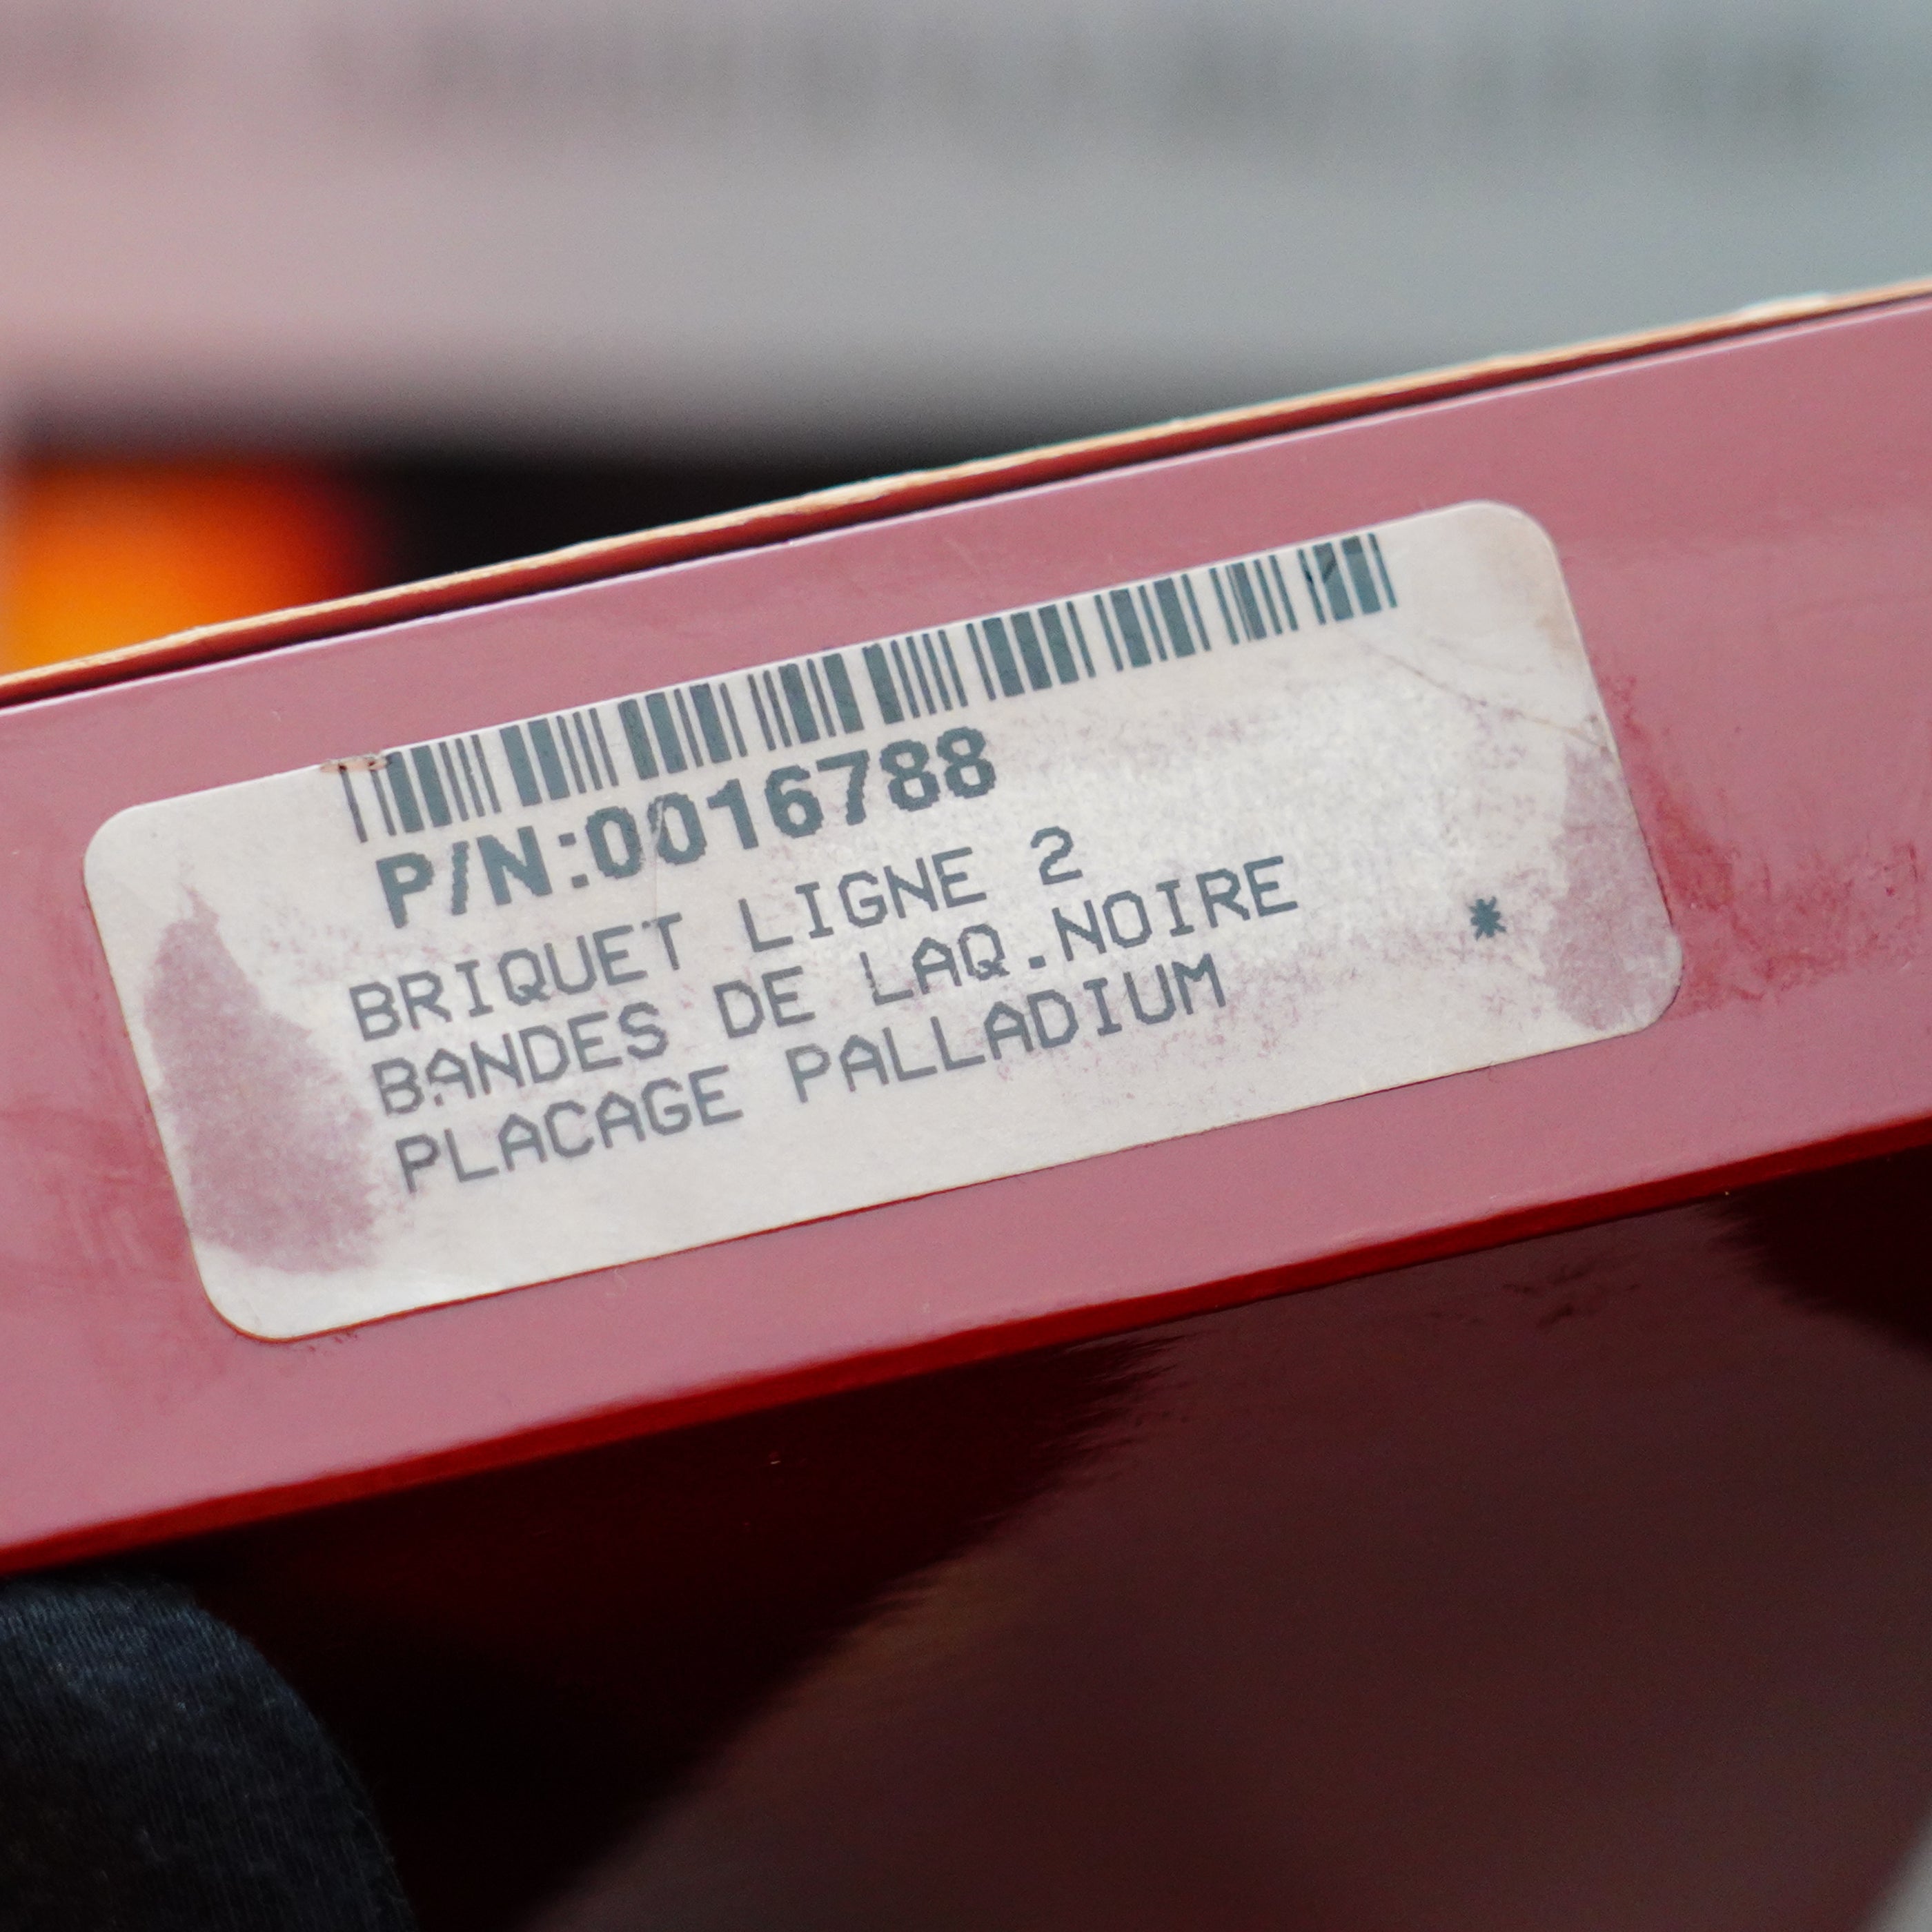 P/N:0016788
BRIQUET LIGNE 2
BANDES DE LAQ.NOIRE *
PLACAGE PALLADIUM